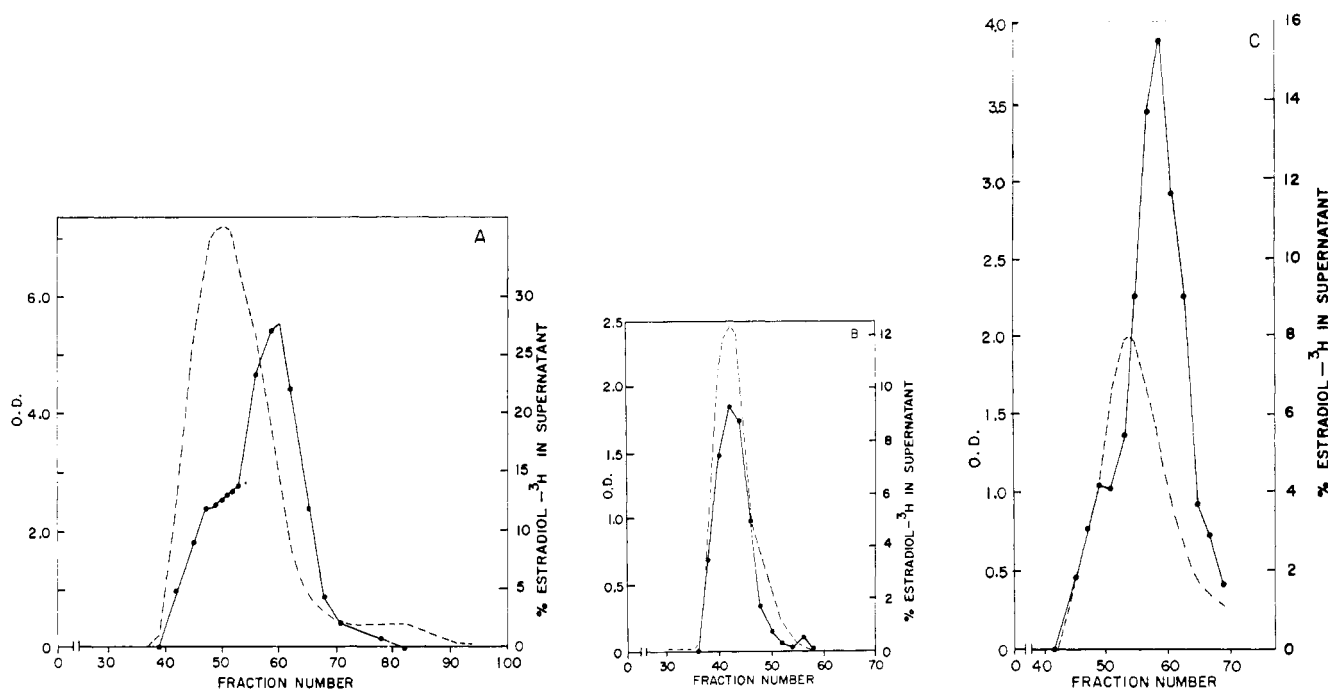 A
6.0
4.0
2.0
0
O.D.
30
25
20
15
10
5
0
% ESTRADIOL-³H IN SUPERNATANT
0 30 40 50 60 70 80 90 100
FRACTION NUMBER
B
2.5
2.0
1.5
1.0
0.5
0
O.D.
12
10
8
6
4
2
0
% ESTRADIOL-³H IN SUPERNATANT
0 30 40 50 60 70
FRACTION NUMBER
C
4.0
3.5
3.0
2.5
2.0
1.5
1.0
0.5
0
O.D.
16
14
12
10
8
6
4
2
0
% ESTRADIOL-³H IN SUPERNATANT
0 40 50 60 70
FRACTION NUMBER